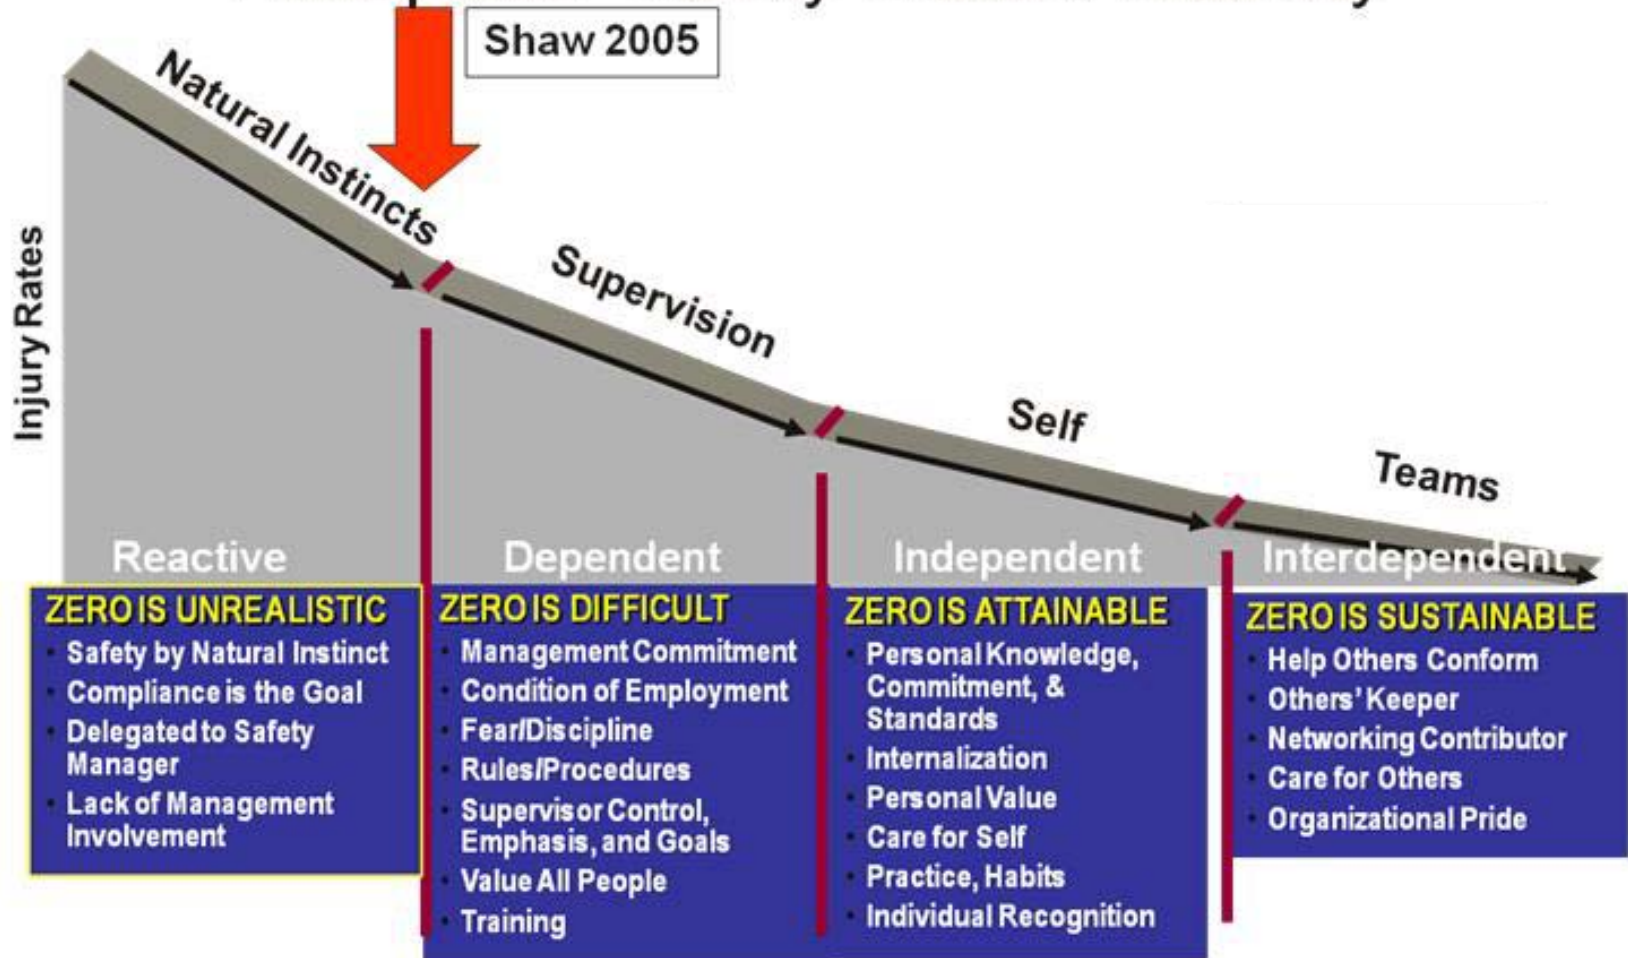 Shaw 2005
Natural Instincts
Supervision
Self
Teams
Injury Rates
Reactive
Dependent
Independent
Interdependent
ZERO IS UNREALISTIC
Safety by Natural Instinct
Compliance is the Goal
Delegated to Safety
Manager
Lack of Management
Involvement
ZERO IS DIFFICULT
Management Commitment
Condition of Employment
Fear/Discipline
Rules/Procedures
Supervisor Control,
Emphasis, and Goals
Value All People
Training
ZERO IS ATTAINABLE
Personal Knowledge,
Commitment, &
Standards
Internalization
Personal Value
Care for Self
Practice, Habits
Individual Recognition
ZERO IS SUSTAINABLE
Help Others Conform
Others' Keeper
Networking Contributor
Care for Others
Organizational Pride